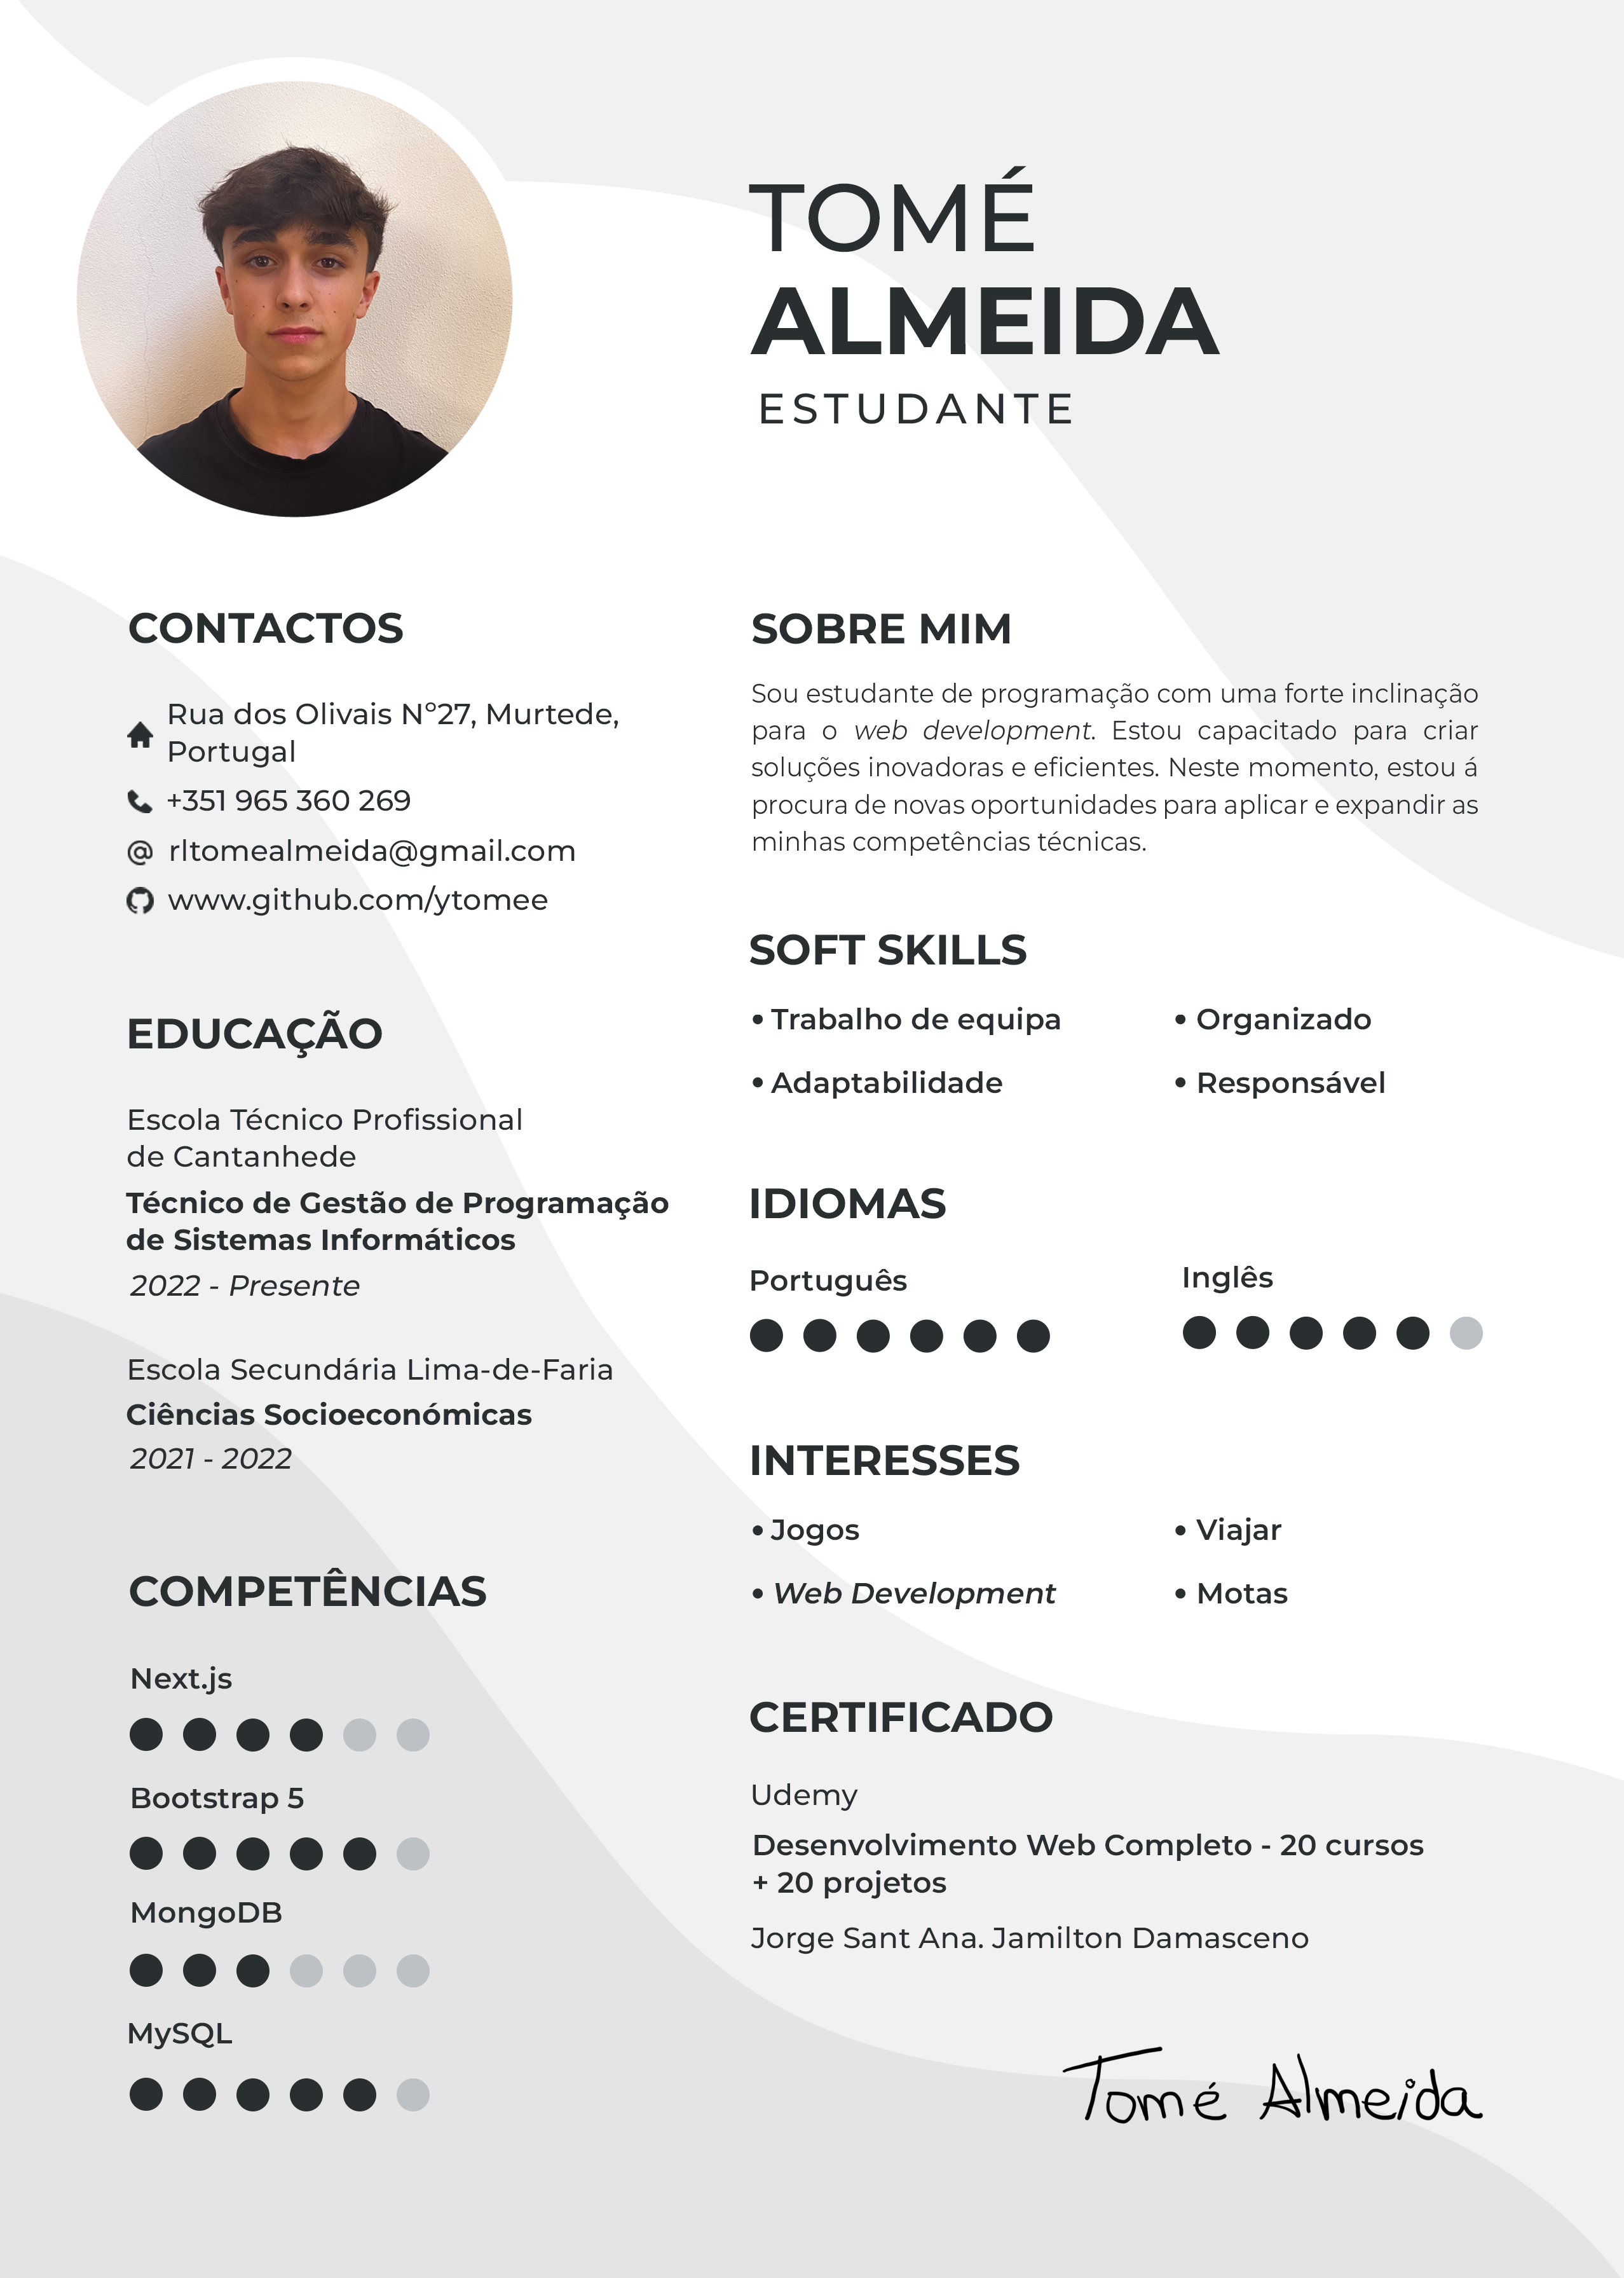 TOMÉ
ALMEIDA
ESTUDANTE
CONTACTOS
Rua dos Olivais Nº27, Murtede,
Portugal
+351 965 360 269
@ rltomealmeida@gmail.com
www.github.com/ytomee
EDUCAÇÃO
Escola Técnico Profissional
de Cantanhede
Técnico de Gestão de Programação
de Sistemas Informáticos
2022 - Presente
Escola Secundária Lima-de-Faria
Ciências Socioeconómicas
2021 - 2022
COMPETÊNCIAS
Next.js
Bootstrap 5
MongoDB
MySQL
SOBRE MIM
Sou estudante de programação com uma forte inclinação
para o web development. Estou capacitado para criar
soluções inovadoras e eficientes. Neste momento, estou á
procura de novas oportunidades para aplicar e expandir as
minhas competências técnicas.
SOFT SKILLS
• Trabalho de equipa
• Organizado
• Adaptabilidade
• Responsável
IDIOMAS
Português
Inglês
INTERESSES
• Jogos
• Viajar
• Web Development
• Motas
CERTIFICADO
Udemy
Desenvolvimento Web Completo - 20 cursos
+ 20 projetos
Jorge Sant Ana. Jamilton Damasceno
Tomé Almeida